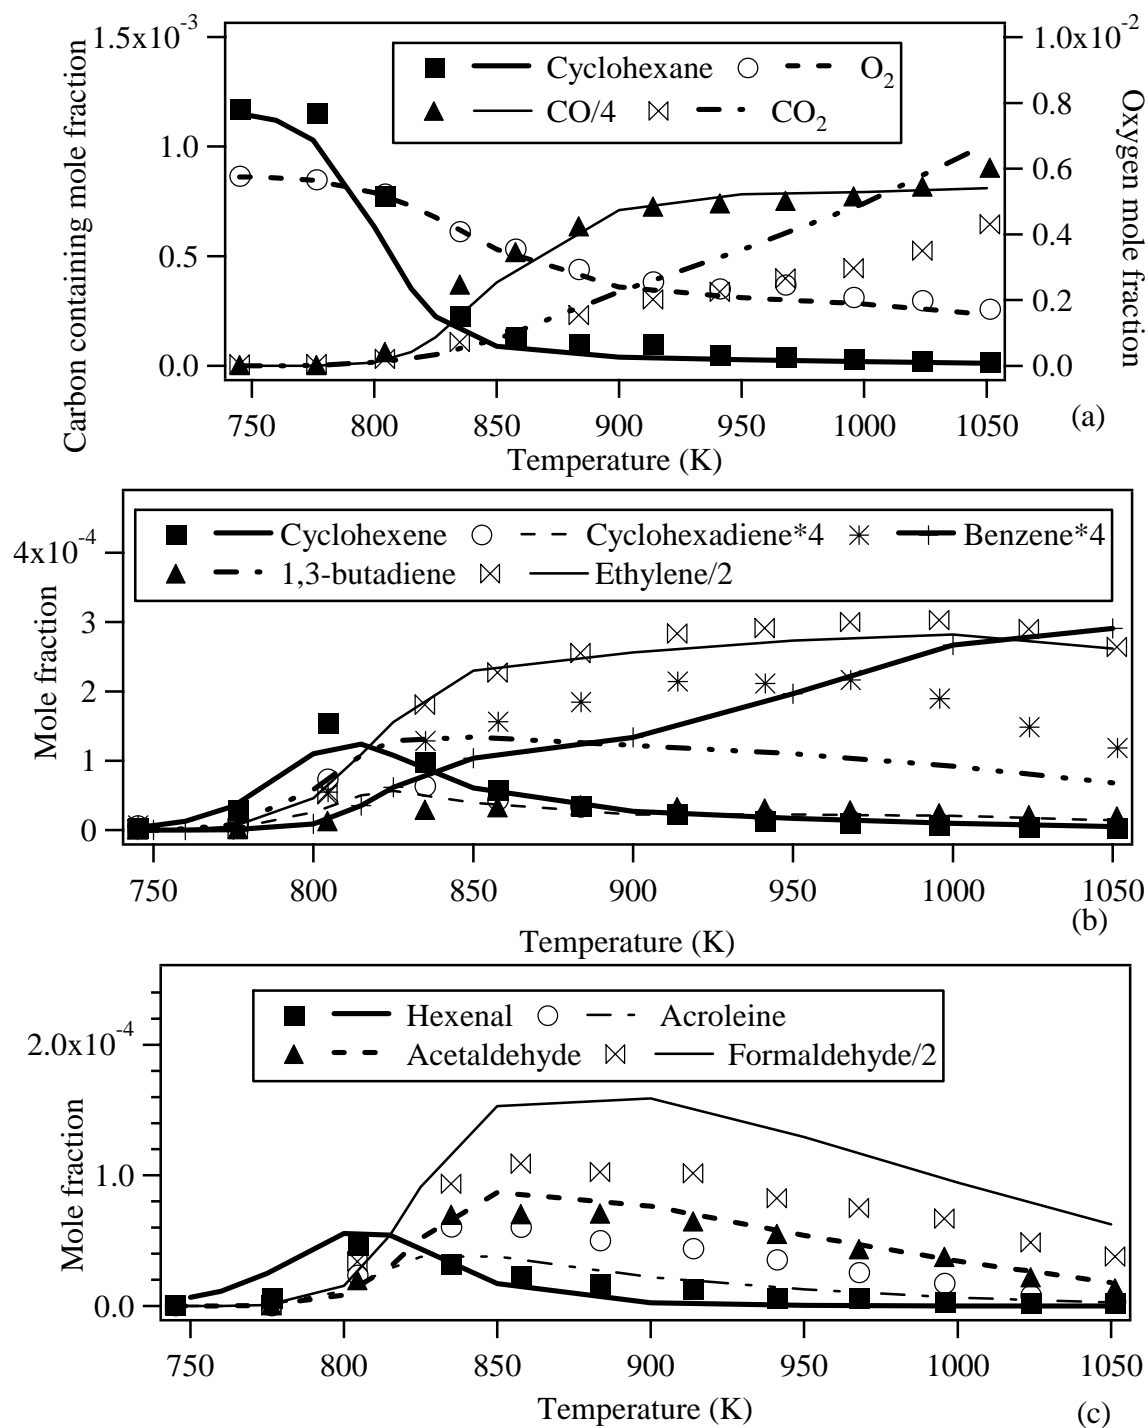 1.5x10-3
1.0
0.5
0.0
Carbon containing mole fraction
1.0x10-2
0.8
0.6
0.4
0.2
0.0
Oxygen mole fraction
Cyclohexane O2
CO/4 CO2
750 800 850 900 950 1000 1050
Temperature (K)
(a)
4x10-4
3
2
1
0
Mole fraction
Cyclohexene Cyclohexadiene*4 Benzene*4
1,3-butadiene Ethylene/2
750 800 850 900 950 1000 1050
Temperature (K)
(b)
2.0x10-4
1.0
0.0
Mole fraction
Hexenal Acroleine
Acetaldehyde Formaldehyde/2
750 800 850 900 950 1000 1050
Temperature (K)
(c)